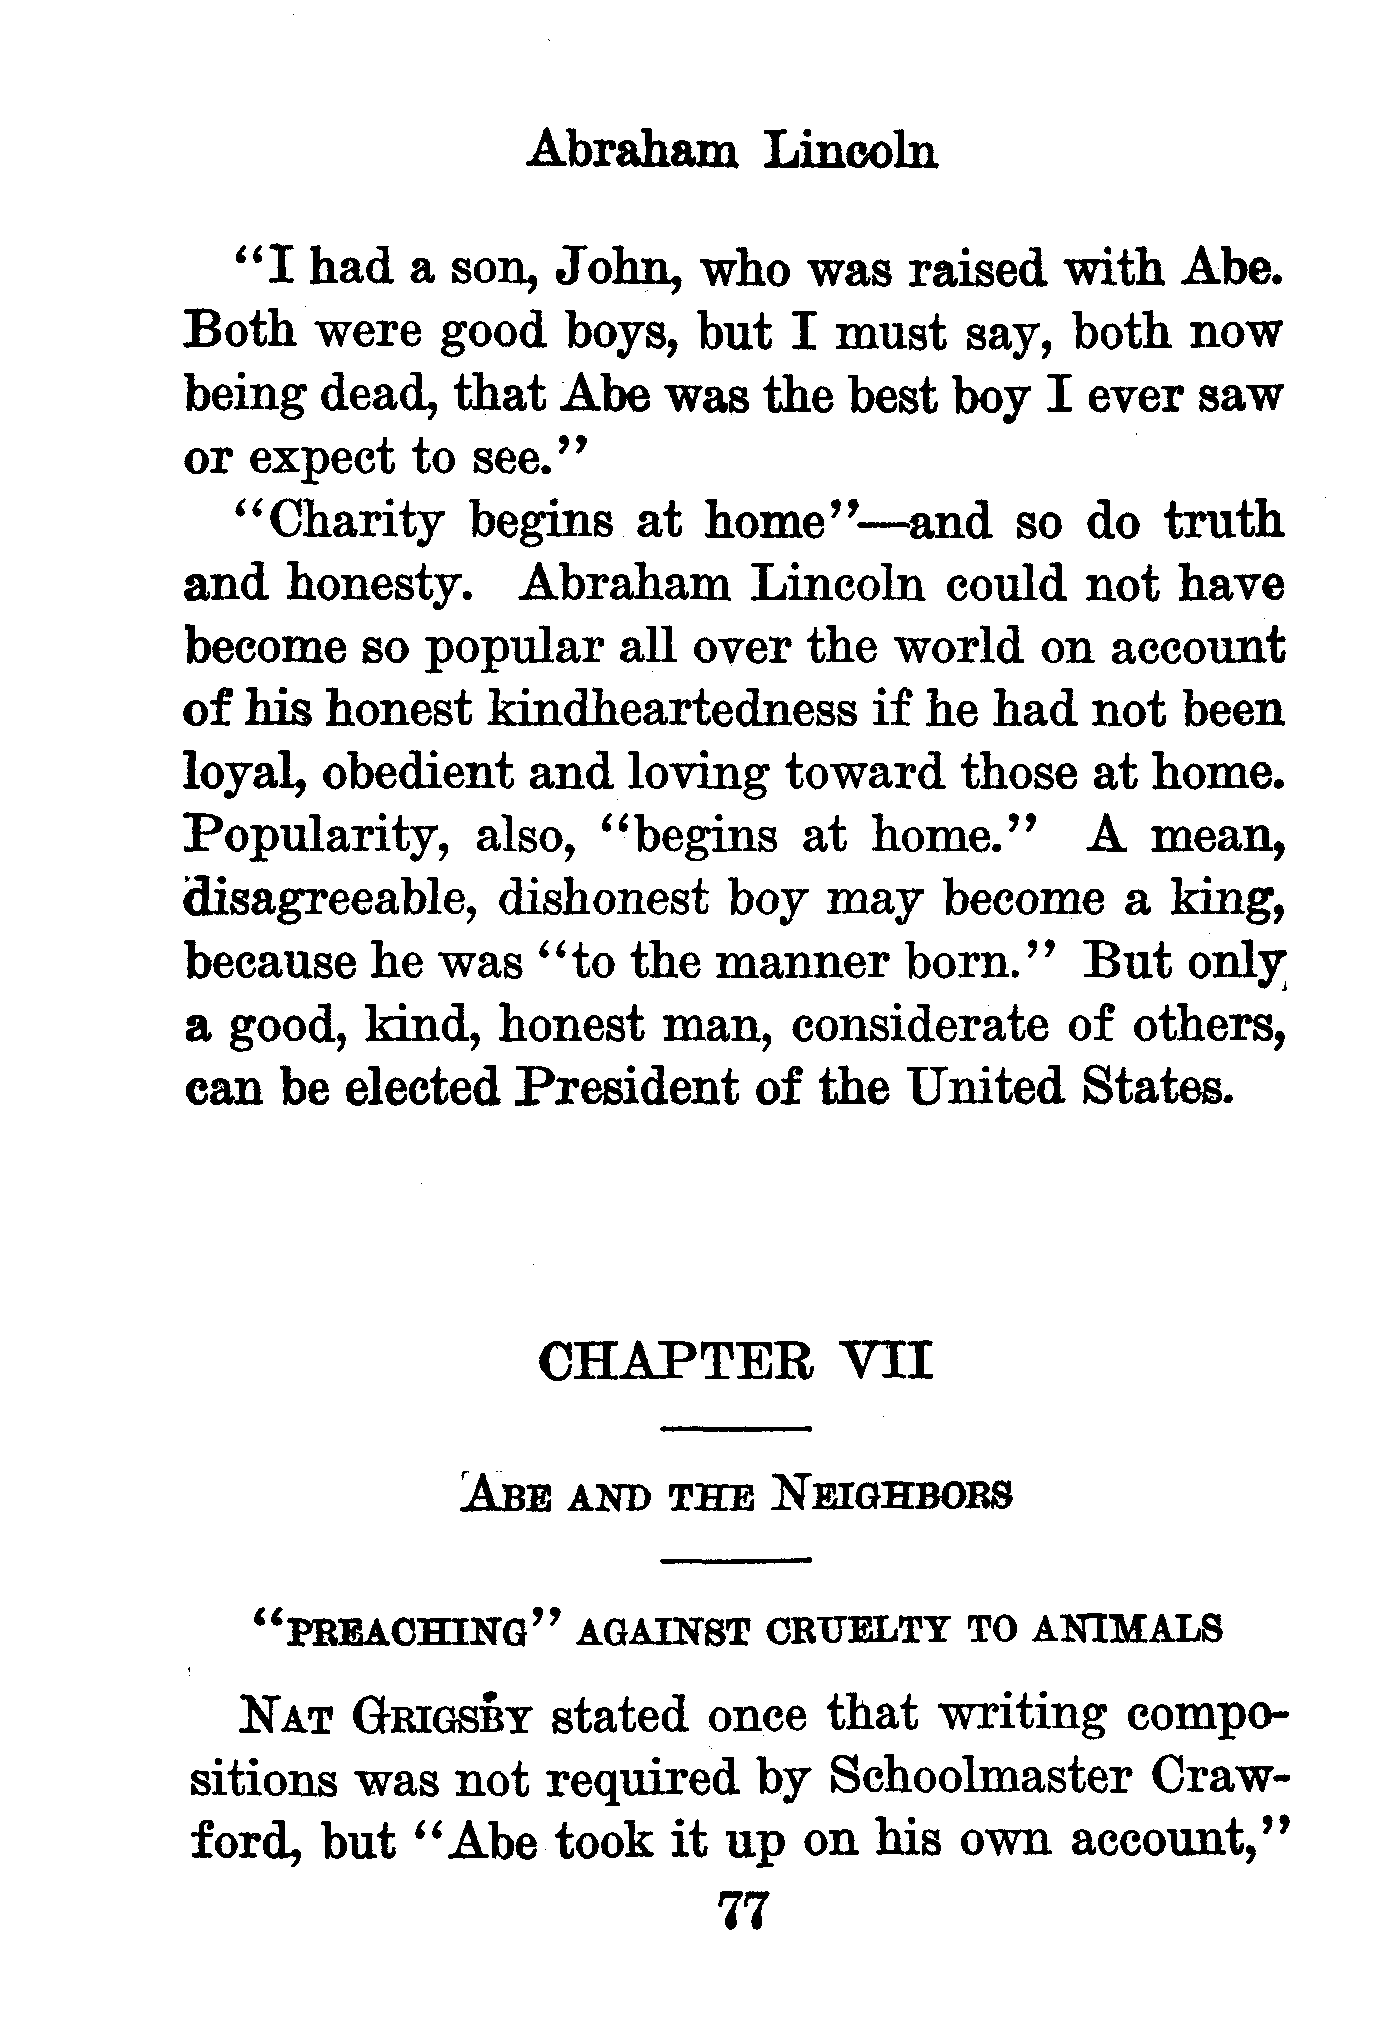 Abraham Lincoln
"I had a son, John, who was raised with Abe.
Both were good boys, but I must say, both now
being dead, that Abe was the best boy I ever saw
or expect to see."
"Charity begins at home"—and so do truth
and honesty. Abraham Lincoln could not have
become so popular all over the world on account
of his honest kindheartedness if he had not been
loyal, obedient and loving toward those at home.
Popularity, also, "begins at home." A mean,
disagreeable, dishonest boy may become a king,
because he was "to the manner born." But only
a good, kind, honest man, considerate of others,
can be elected President of the United States.
CHAPTER VII
ABE AND THE NEIGHBORS
"PREACHING" AGAINST CRUELTY TO ANIMALS
NAT GRIGSBY stated once that writing compo-
sitions was not required by Schoolmaster Craw-
ford, but "Abe took it up on his own account,"
77